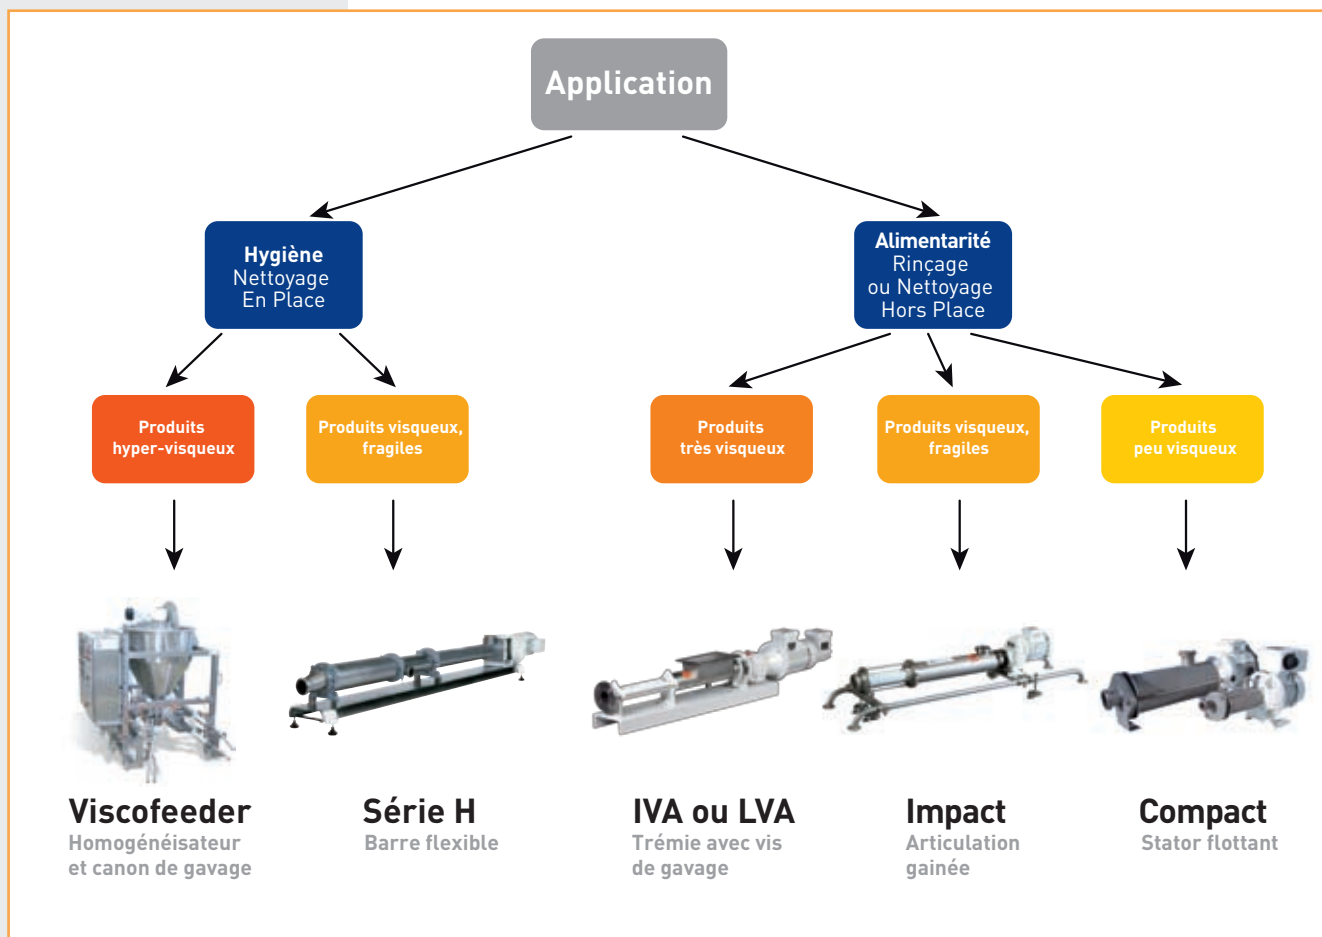 Application
Hygiène
Nettoyage
En Place
Alimentarité
Rinçage
ou Nettoyage
Hors Place
Produits
hyper-visqueux
Produits visqueux,
fragiles
Produits
très visqueux
Produits visqueux,
fragiles
Produits
peu visqueux
Viscofeeder
Homogénéisateur
et canon de gavage
Série H
Barre flexible
IVA ou LVA
Trémie avec vis
de gavage
Impact
Articulation
gainée
Compact
Stator flottant